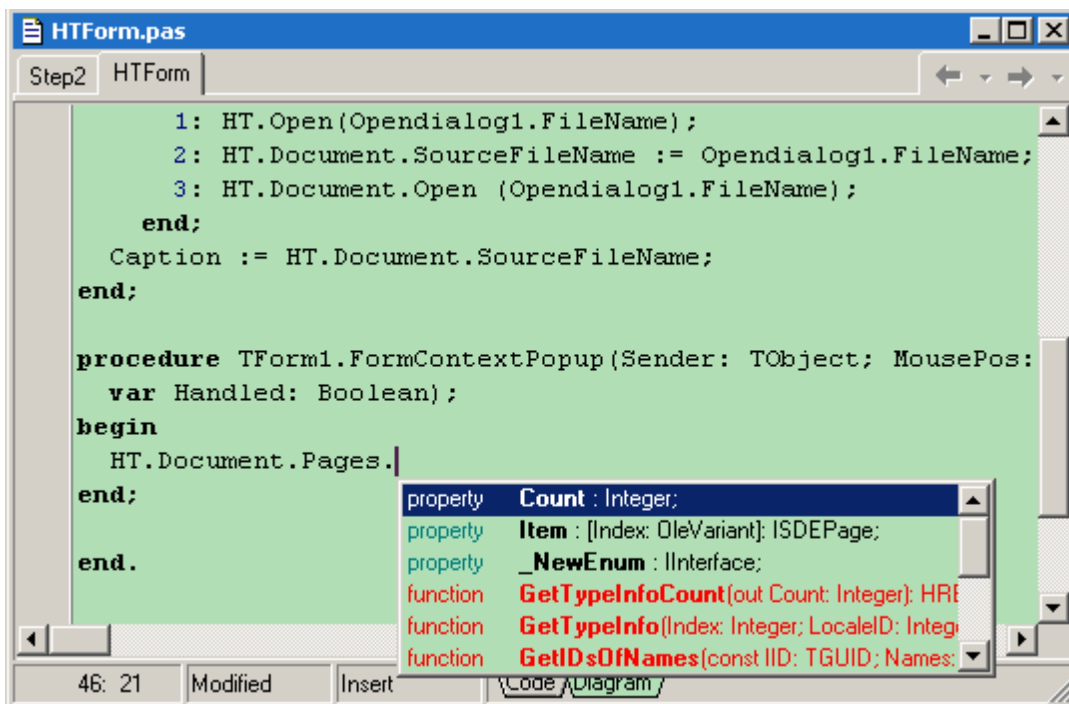 HTForm.pas
Step2 HTForm
1: HT.Open(Opendialog1.FileName);
2: HT.Document.SourceFileName := Opendialog1.FileName;
3: HT.Document.Open (Opendialog1.FileName);
end;
Caption := HT.Document.SourceFileName;
end;
procedure TForm1.FormContextPopup(Sender: TObject; MousePos:
var Handled: Boolean);
begin
HT.Document.Pages.
end;
end.
property Count : Integer;
property Item : [Index: OleVariant]: ISDEPage;
property _NewEnum : IInterface;
function GetTypeInfoCount(out Count: Integer): HRE
function GetTypeInfo(Index: Integer; LocaleID: Integ
function GetIDsOfNames(const IID: TGUID; Names:
46: 21 Modified Insert Code Diagram